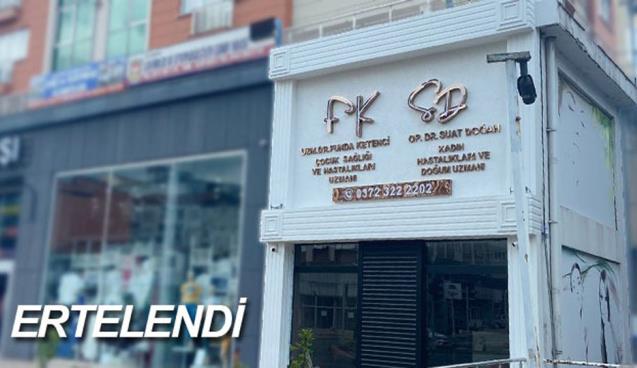 FK
UZM.DR.FUNDA KETENCİ
ÇOCUK SAĞLIĞI
VE HASTALIKLARI
UZMANI
SD
OP. DR. SUAT DOĞAN
KADIN
HASTALIKLARI VE
DOĞUM UZMANI
0372 322 2202
ERTELENDİ